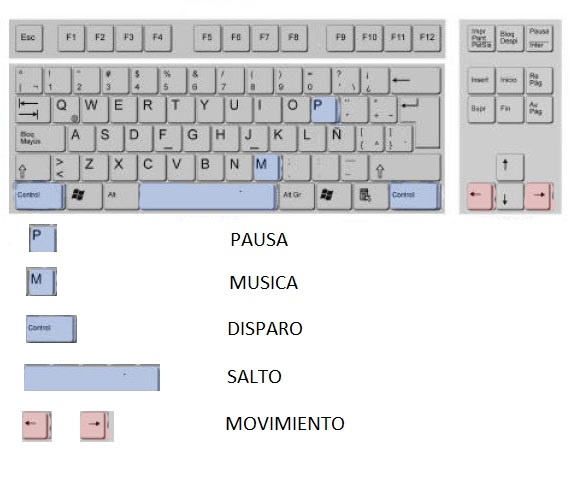 Esc F1 F2 F3 F4 F5 F6 F7 F8 F9 F10 F11 F12 Impr Pant PetSis Bloq Despl Pausa Inter
! " # $ % & / ( ) = ? ¡
1 2 3 4 5 6 7 8 9 0 ' ¿ Insert Inicio Re Pág
Q W E R T Y U I O P
@ Supr Fin Av Pág
Bloq Mayus A S D F G H J K L Ñ
> < Z X C V B N M
Control Alt Alt Gr Control
P PAUSA
M MUSICA
Control DISPARO
SALTO
MOVIMIENTO